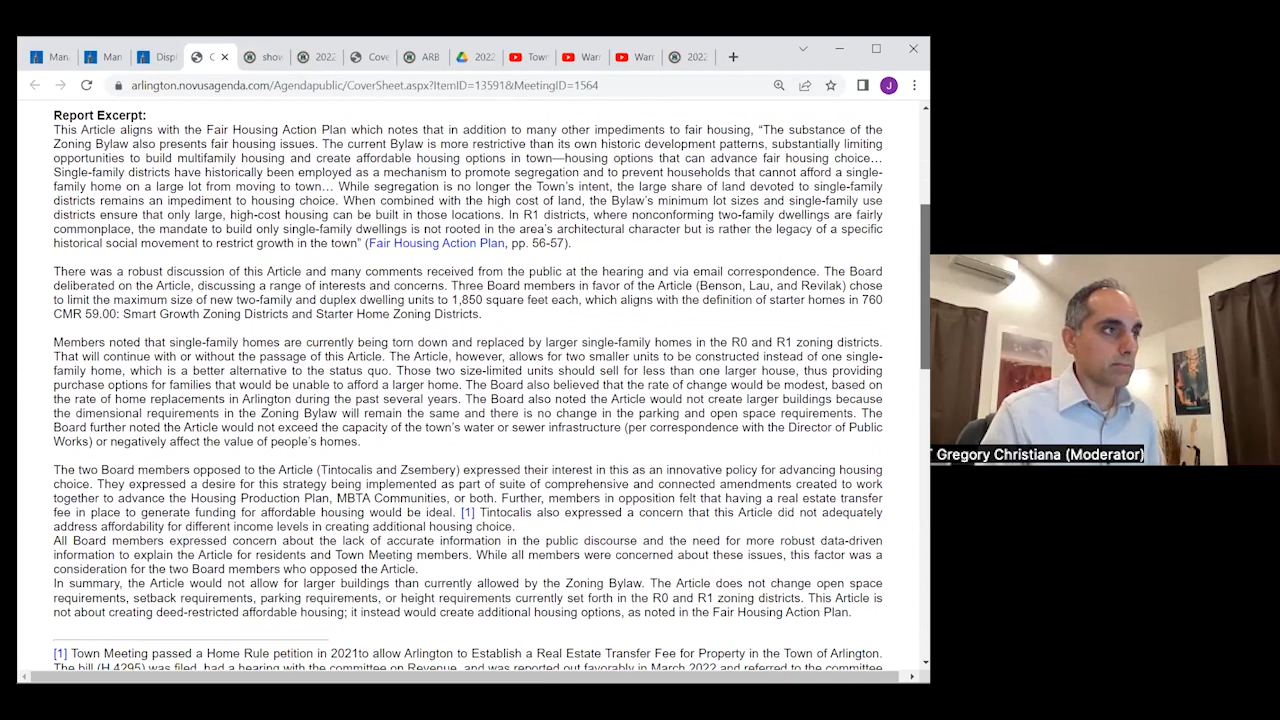 Man
Man
Displ
C
show
2022
Cove
ARB
2022
Town
Warr
Warr
2022
arlington.novusagenda.com/Agendapublic/CoverSheet.aspx?ItemID=13591&MeetingID=1564
J
Report Excerpt:
This Article aligns with the Fair Housing Action Plan which notes that in addition to many other impediments to fair housing, “The substance of the
Zoning Bylaw also presents fair housing issues. The current Bylaw is more restrictive than its own historic development patterns, substantially limiting
opportunities to build multifamily housing and create affordable housing options in town—housing options that can advance fair housing choice…
Single-family districts have historically been employed as a mechanism to promote segregation and to prevent households that cannot afford a single-
family home on a large lot from moving to town… While segregation is no longer the Town’s intent, the large share of land devoted to single-family
districts remains an impediment to housing choice. When combined with the high cost of land, the Bylaw’s minimum lot sizes and single-family use
districts ensure that only large, high-cost housing can be built in those locations. In R1 districts, where nonconforming two-family dwellings are fairly
commonplace, the mandate to build only single-family dwellings is not rooted in the area’s architectural character but is rather the legacy of a specific
historical social movement to restrict growth in the town” (Fair Housing Action Plan, pp. 56-57).
There was a robust discussion of this Article and many comments received from the public at the hearing and via email correspondence. The Board
deliberated on the Article, discussing a range of interests and concerns. Three Board members in favor of the Article (Benson, Lau, and Revilak) chose
to limit the maximum size of new two-family and duplex dwelling units to 1,850 square feet each, which aligns with the definition of starter homes in 760
CMR 59.00: Smart Growth Zoning Districts and Starter Home Zoning Districts.
Members noted that single-family homes are currently being torn down and replaced by larger single-family homes in the R0 and R1 zoning districts.
That will continue with or without the passage of this Article. The Article, however, allows for two smaller units to be constructed instead of one single-
family home, which is a better alternative to the status quo. Those two size-limited units should sell for less than one larger house, thus providing
purchase options for families that would be unable to afford a larger home. The Board also believed that the rate of change would be modest, based on
the rate of home replacements in Arlington during the past several years. The Board also noted the Article would not create larger buildings because
the dimensional requirements in the Zoning Bylaw will remain the same and there is no change in the parking and open space requirements. The
Board further noted the Article would not exceed the capacity of the town’s water or sewer infrastructure (per correspondence with the Director of Public
Works) or negatively affect the value of people’s homes.
The two Board members opposed to the Article (Tintocalis and Zsembery) expressed their interest in this as an innovative policy for advancing housing
choice. They expressed a desire for this strategy being implemented as part of suite of comprehensive and connected amendments created to work
together to advance the Housing Production Plan, MBTA Communities, or both. Further, members in opposition felt that having a real estate transfer
fee in place to generate funding for affordable housing would be ideal. [1] Tintocalis also expressed a concern that this Article did not adequately
address affordability for different income levels in creating additional housing choice.
All Board members expressed concern about the lack of accurate information in the public discourse and the need for more robust data-driven
information to explain the Article for residents and Town Meeting members. While all members were concerned about these issues, this factor was a
consideration for the two Board members who opposed the Article.
In summary, the Article would not allow for larger buildings than currently allowed by the Zoning Bylaw. The Article does not change open space
requirements, setback requirements, parking requirements, or height requirements currently set forth in the R0 and R1 zoning districts. This Article is
not about creating deed-restricted affordable housing; it instead would create additional housing options, as noted in the Fair Housing Action Plan.
[1] Town Meeting passed a Home Rule petition in 2021to allow Arlington to Establish a Real Estate Transfer Fee for Property in the Town of Arlington.
The bill (H.4295) was filed, had a hearing with the committee on Revenue, and was reported out favorably in March 2022 and referred to the committee
Gregory Christiana (Moderator)